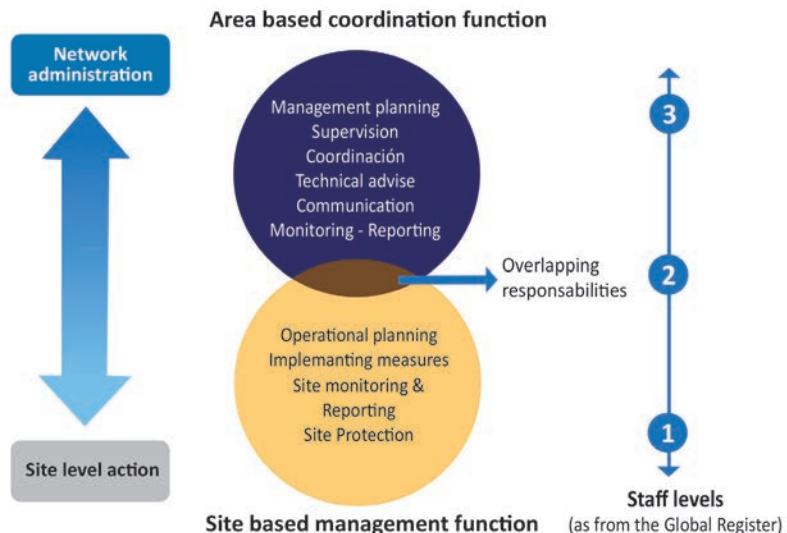 Area based coordination function
Network
administration
Management planning
Supervision
Coordinación
Technical advise
Communication
Monitoring - Reporting
Overlapping
responsabilities
Operational planning
Implemanting measures
Site monitoring &
Reporting
Site Protection
Site level action
Site based management function
3
2
1
Staff levels
(as from the Global Register)